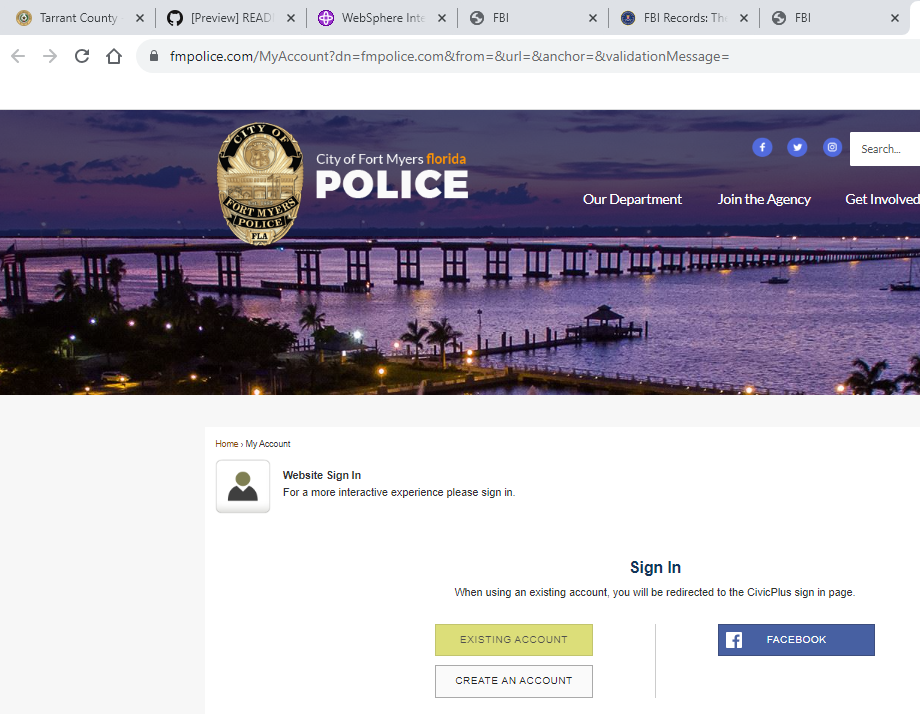 Tarrant County
[Preview] READ
WebSphere Inte
FBI
FBI Records: The
FBI
fmpolice.com/MyAccount?dn=fmpolice.com&from=&url=&anchor=&validationMessage=
CITY OF
FORT MYERS
POLICE
FLA
City of Fort Myers florida
POLICE
Search...
Our Department Join the Agency Get Involved
Home › My Account
Website Sign In
For a more interactive experience please sign in.
Sign In
When using an existing account, you will be redirected to the CivicPlus sign in page.
EXISTING ACCOUNT
FACEBOOK
CREATE AN ACCOUNT